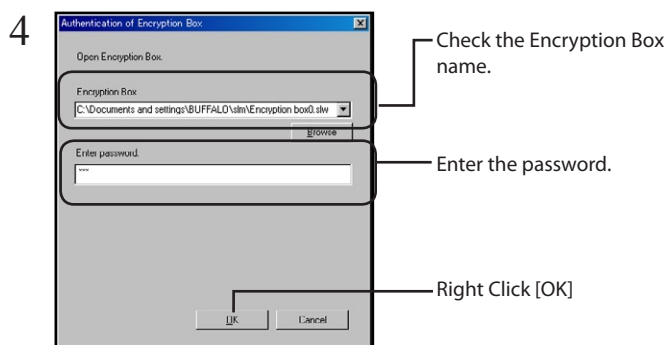 4
Authentication of Encryption Box
Open Encryption Box.
Encryption Box
C:\Documents and settings\BUFFALO\slm\Encryption box0.slw
Browse
Enter password.
***
OK
Cancel
Check the Encryption Box
name.
Enter the password.
Right Click [OK]